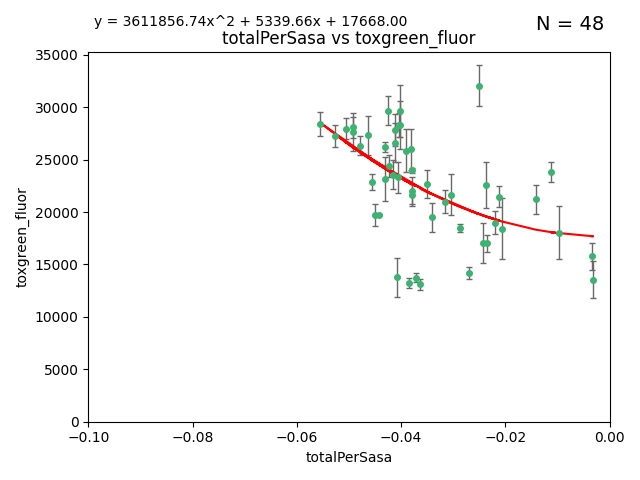 y = 3611856.74x^2 + 5339.66x + 17668.00
N = 48
totalPerSasa vs toxgreen_fluor
35000
30000
25000
20000
15000
10000
5000
0
toxgreen_fluor
−0.10
−0.08
−0.06
−0.04
−0.02
0.00
totalPerSasa